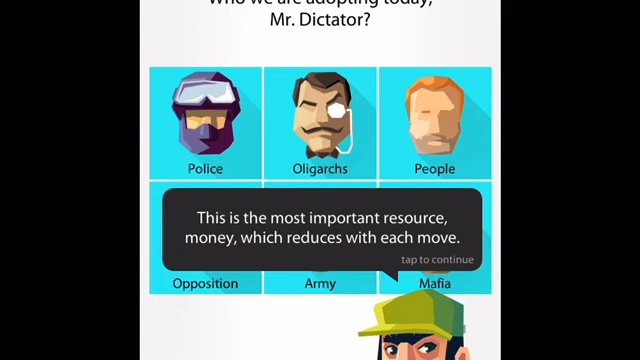 Who we are adopting today,
Mr. Dictator?
Police
Oligarchs
People
This is the most important resource,
money, which reduces with each move.
tap to continue
Opposition
Army
Mafia